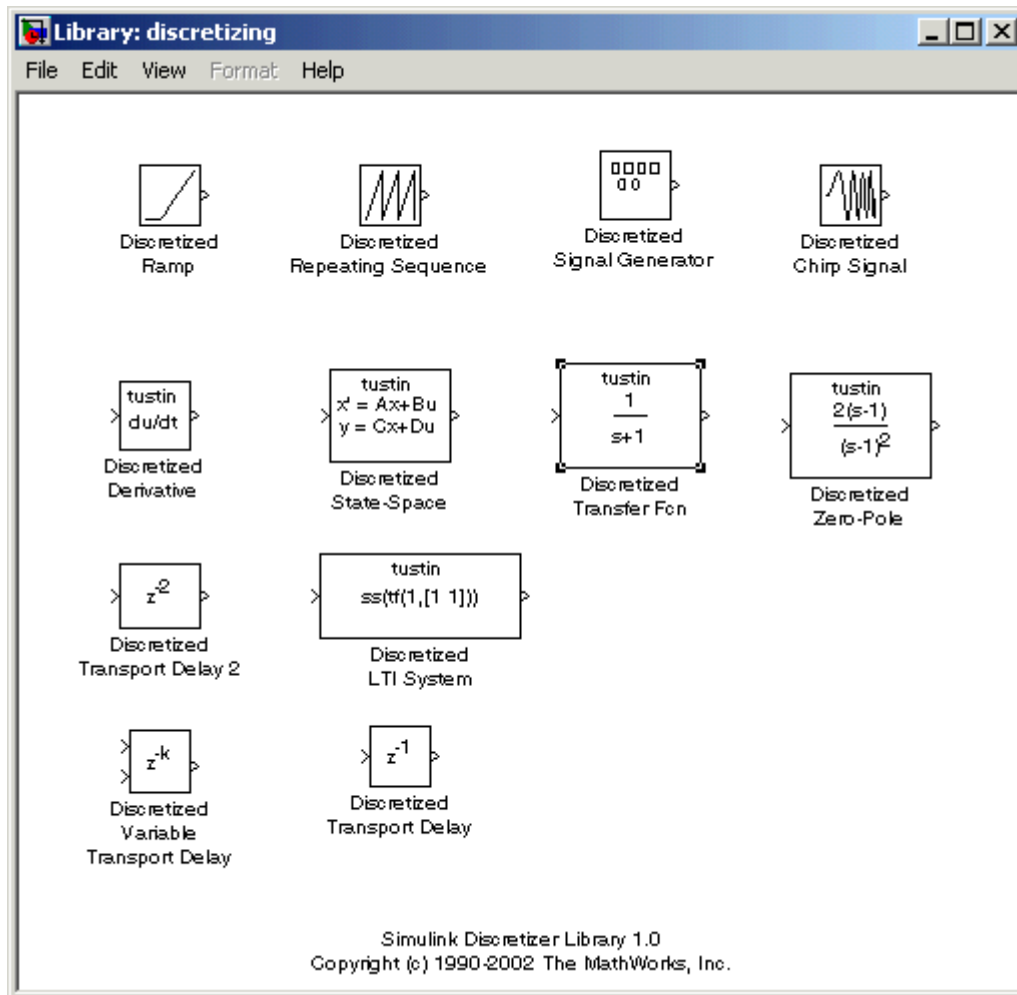 Library: discretizing
File Edit View Format Help
Discretized
Ramp
Discretized
Repeating Sequence
Discretized
Signal Generator
Discretized
Chirp Signal
tustin
du/dt
Discretized
Derivative
tustin
x' = Ax+Bu
y = Cx+Du
Discretized
State-Space
tustin
1
s+1
Discretized
Transfer Fcn
tustin
2(s-1)
(s-1)²
Discretized
Zero-Pole
z⁻²
Discretized
Transport Delay 2
tustin
ss(tf(1,[1 1]))
Discretized
LTI System
z⁻ᵏ
Discretized
Variable
Transport Delay
z⁻¹
Discretized
Transport Delay
Simulink Discretizer Library 1.0
Copyright (c) 1990-2002 The MathWorks, Inc.